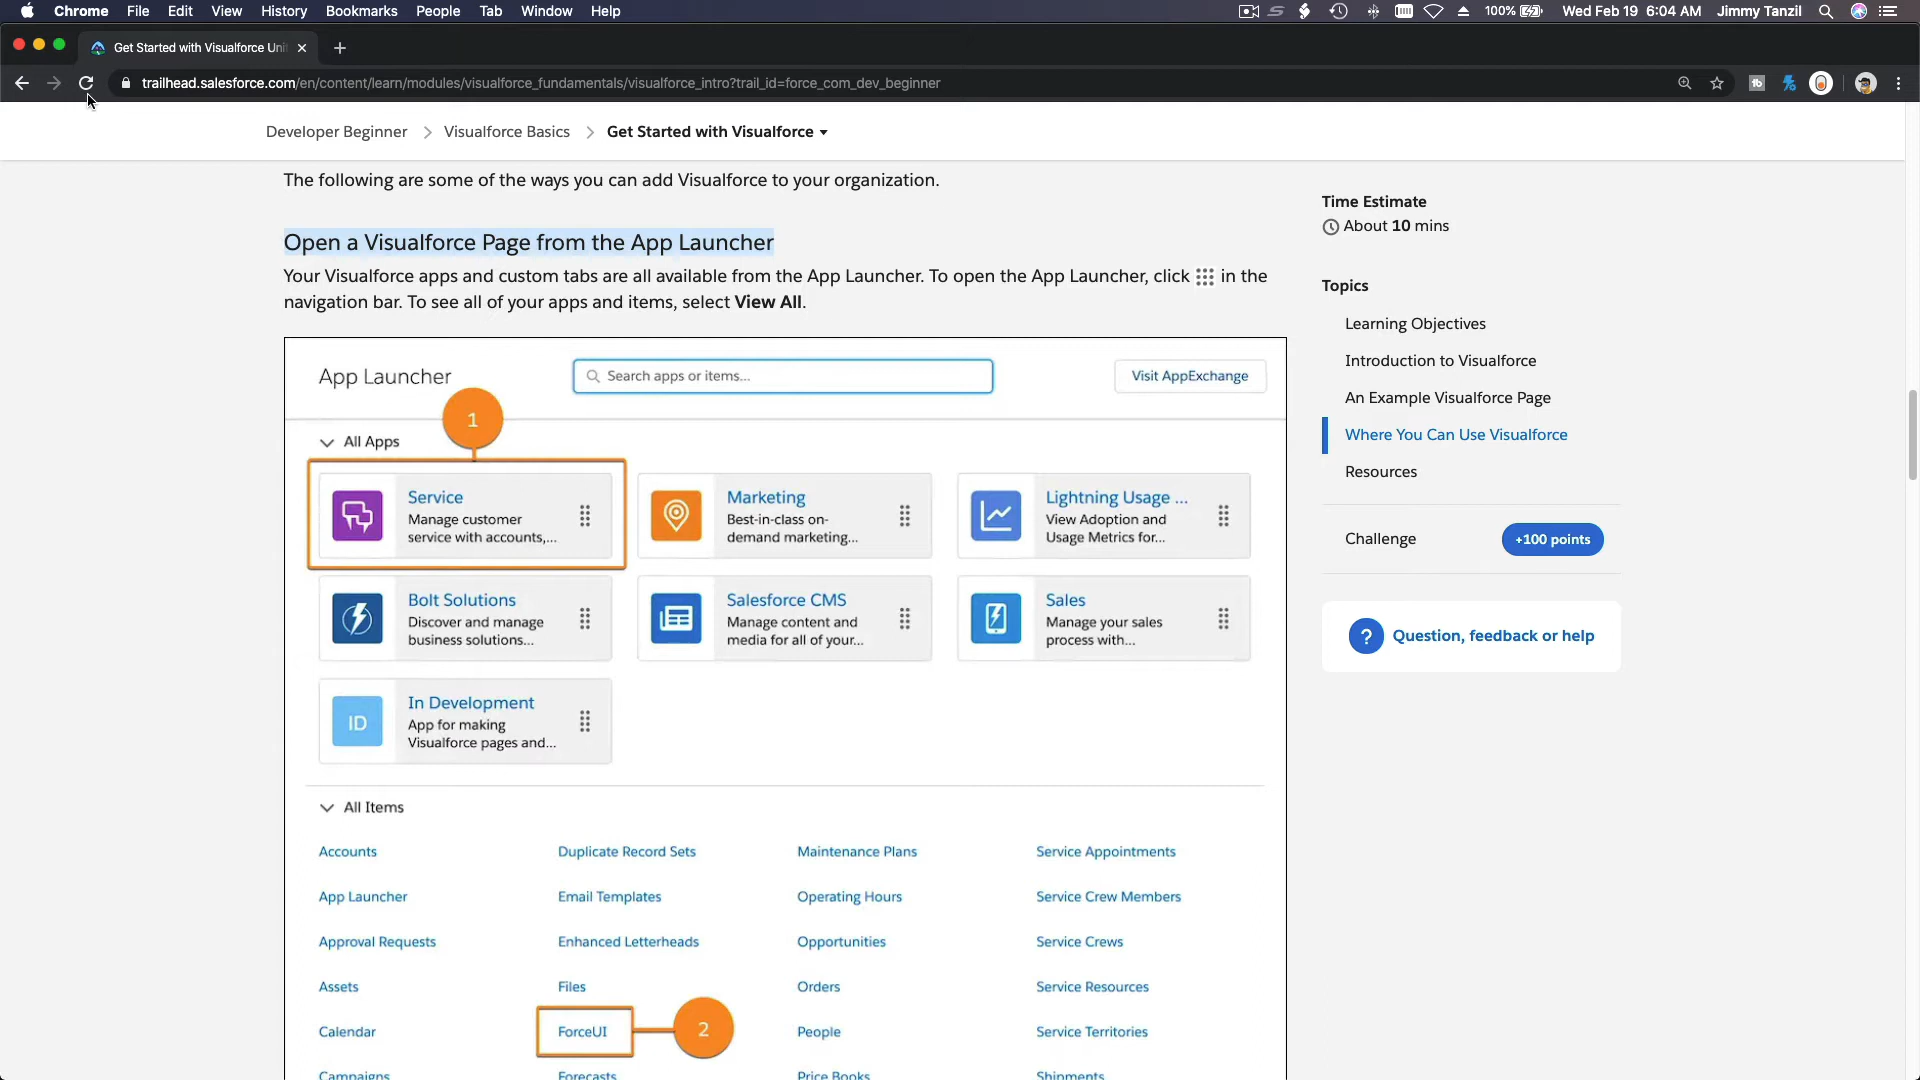 Chrome File Edit View History Bookmarks People Tab Window Help 100% Wed Feb 19 6:04 AM Jimmy Tanzil
Get Started with Visualforce Uni
trailhead.salesforce.com/en/content/learn/modules/visualforce_fundamentals/visualforce_intro?trail_id=force_com_dev_beginner
Developer Beginner Visualforce Basics Get Started with Visualforce
The following are some of the ways you can add Visualforce to your organization.
Open a Visualforce Page from the App Launcher
Your Visualforce apps and custom tabs are all available from the App Launcher. To open the App Launcher, click in the
navigation bar. To see all of your apps and items, select View All.
App Launcher
Search apps or items...
Visit AppExchange
1
All Apps
Service
Manage customer
service with accounts,...
Marketing
Best-in-class on-
demand marketing...
Lightning Usage ...
View Adoption and
Usage Metrics for...
Bolt Solutions
Discover and manage
business solutions...
Salesforce CMS
Manage content and
media for all of your...
Sales
Manage your sales
process with...
ID
In Development
App for making
Visualforce pages and...
All Items
Accounts Duplicate Record Sets Maintenance Plans Service Appointments
App Launcher Email Templates Operating Hours Service Crew Members
Approval Requests Enhanced Letterheads Opportunities Service Crews
Assets Files Orders Service Resources
Calendar ForceUI 2 People Service Territories
Campaigns Forecasts Price Books Shipments
Time Estimate
About 10 mins
Topics
Learning Objectives
Introduction to Visualforce
An Example Visualforce Page
Where You Can Use Visualforce
Resources
Challenge +100 points
? Question, feedback or help